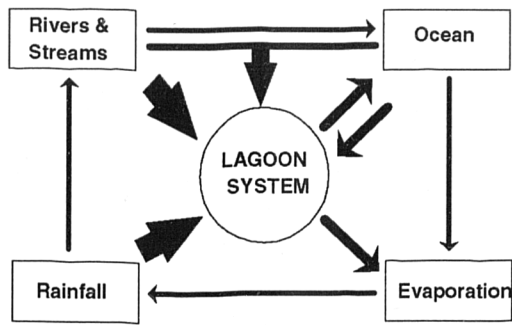 Rivers &
Streams
Ocean
LAGOON
SYSTEM
Rainfall
Evaporation